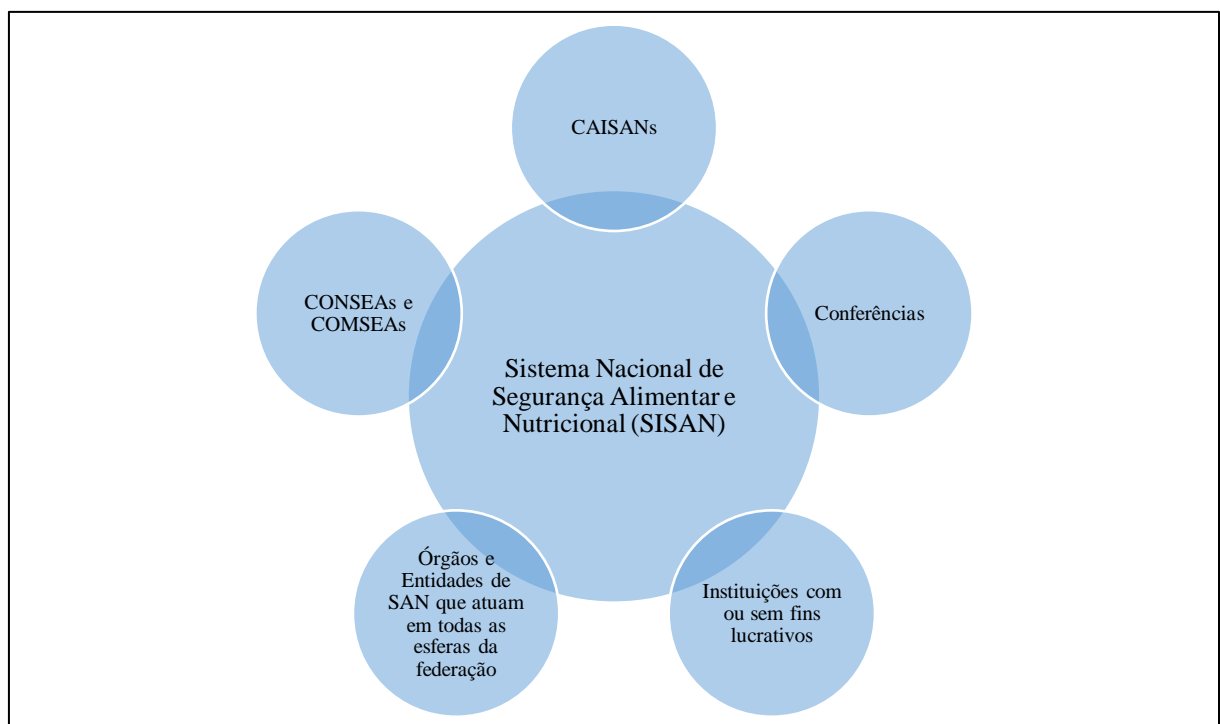 CAISANs
CONSEAs e
COMSEAs
Conferências
Sistema Nacional de
Segurança Alimentar e
Nutricional (SISAN)
Órgãos e
Entidades de
SAN que atuam
em todas as
esferas da
federação
Instituições com
ou sem fins
lucrativos